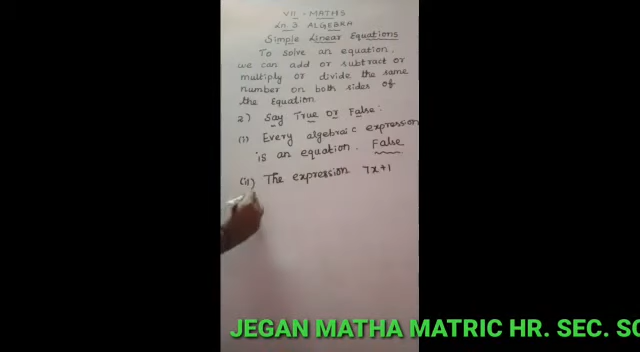 VII - MATHS
Ln. 3 ALGEBRA
Simple Linear Equations
To solve an equation,
we can add or subtract or
multiply or divide the same
number on both sides of
the Equation
2) Say True or False:
(i) Every algebraic expression
is an equation. False
(ii) The expression 7x+1
JEGAN MATHA MATRIC HR. SEC. SC